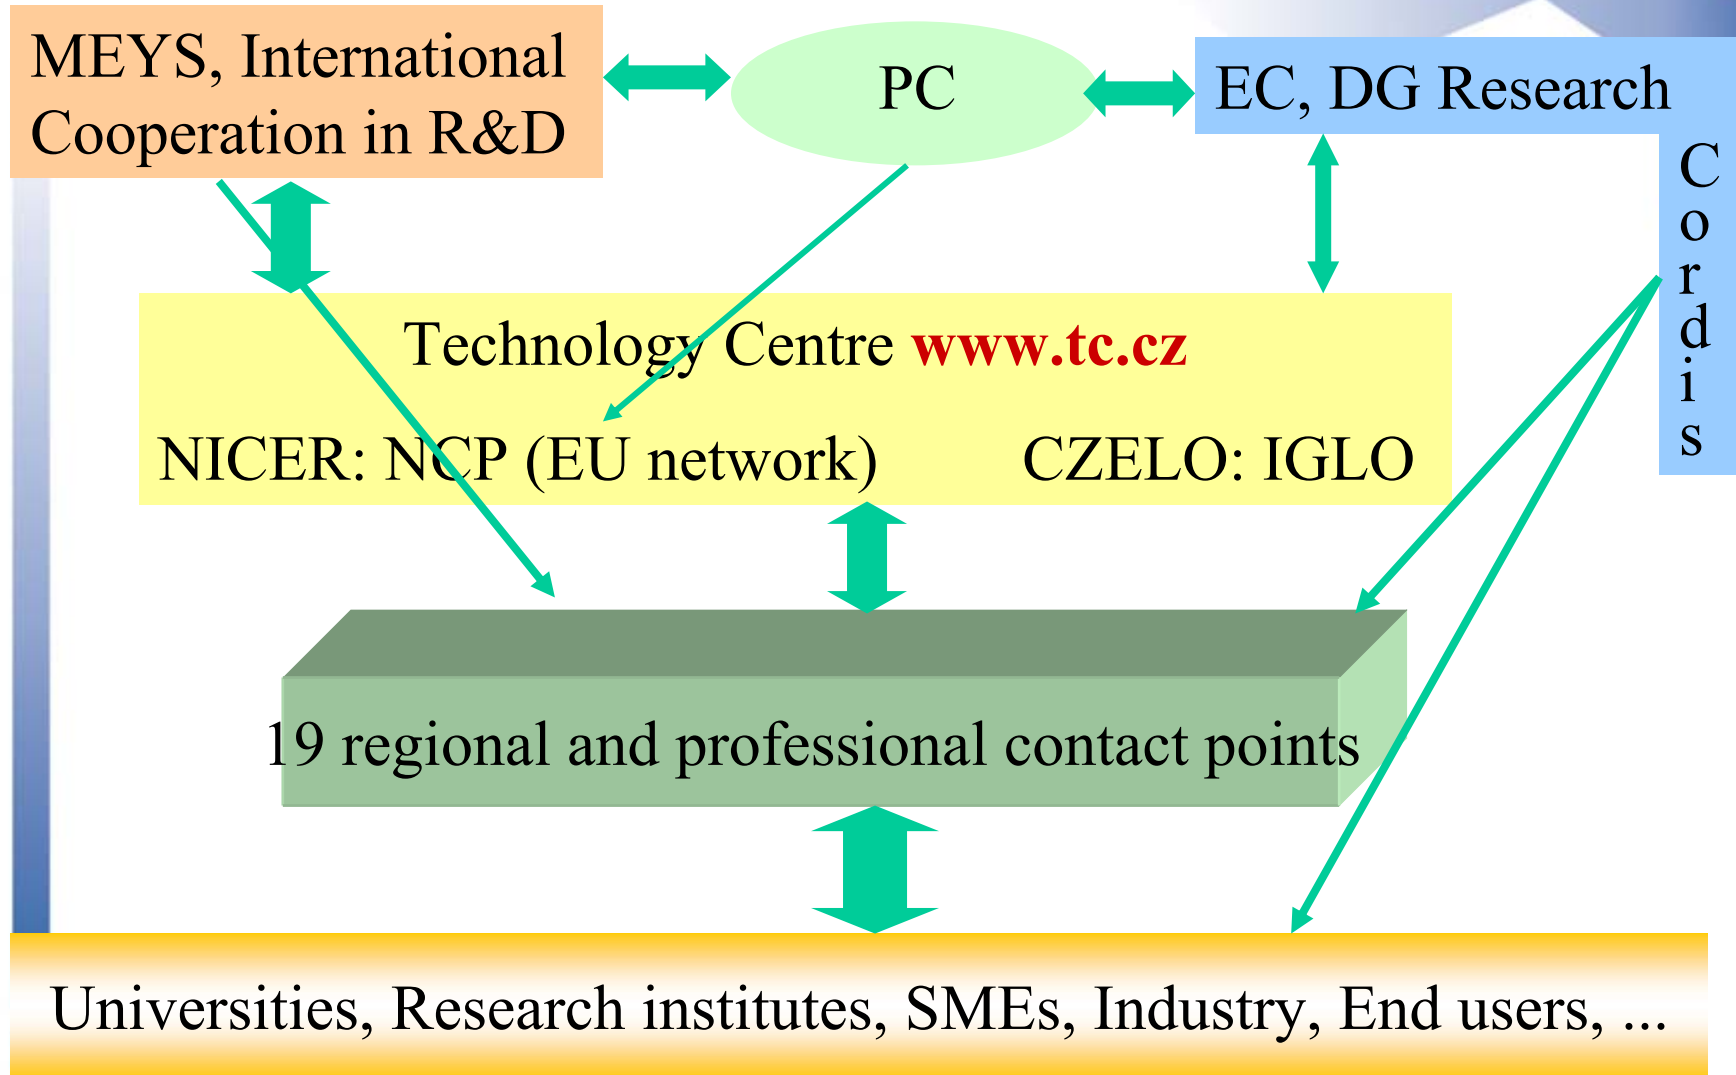 MEYS, International
Cooperation in R&D
PC
EC, DG Research
Cordis
Technology Centre www.tc.cz
NICER: NCP (EU network) CZELO: IGLO
19 regional and professional contact points
Universities, Research institutes, SMEs, Industry, End users, ...